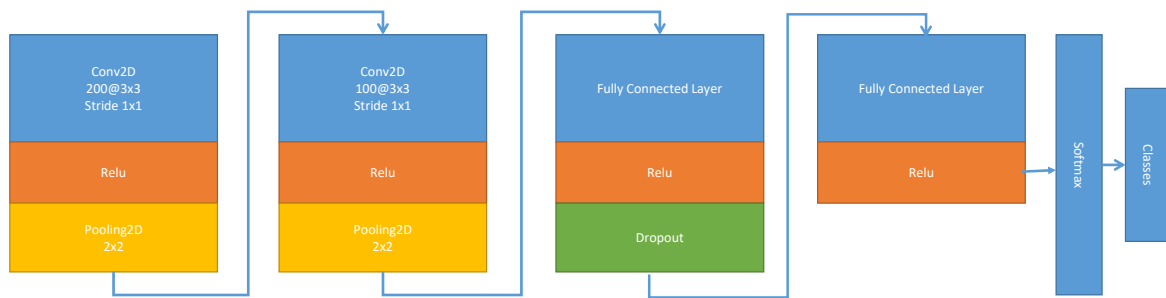 Conv2D
200@3x3
Stride 1x1
Relu
Pooling2D
2x2
Conv2D
100@3x3
Stride 1x1
Relu
Pooling2D
2x2
Fully Connected Layer
Relu
Dropout
Fully Connected Layer
Relu
Softmax
Classes